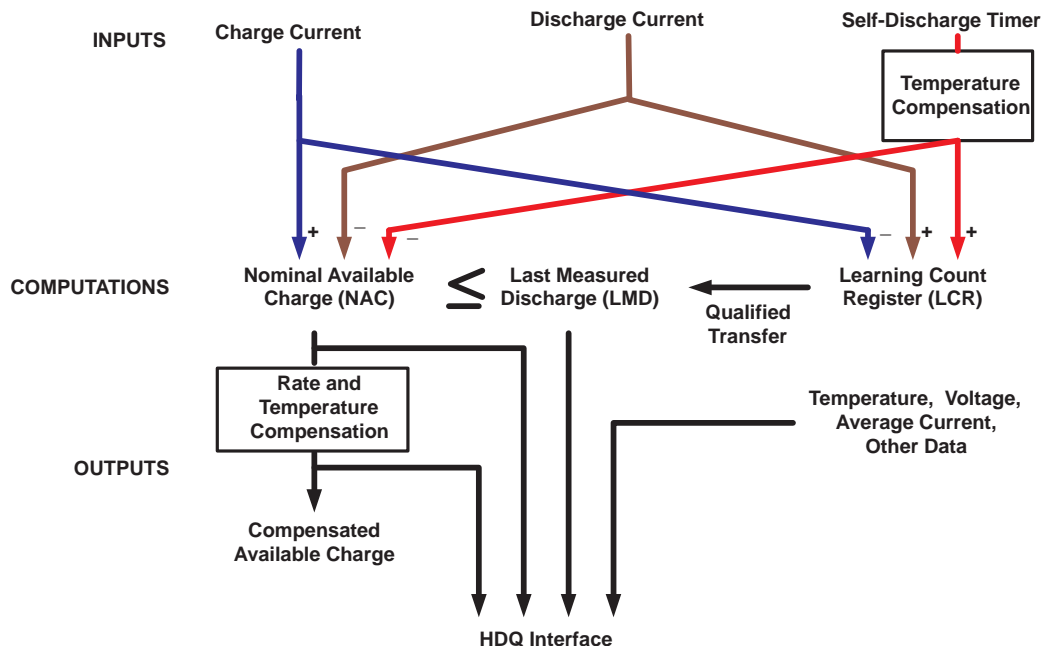 INPUTS
Charge Current
Discharge Current
Self-Discharge Timer
Temperature
Compensation
+
–
–
–
+
+
COMPUTATIONS
Nominal Available
Charge (NAC)
≤
Last Measured
Discharge (LMD)
Qualified
Transfer
Learning Count
Register (LCR)
Rate and
Temperature
Compensation
Temperature, Voltage,
Average Current,
Other Data
OUTPUTS
Compensated
Available Charge
HDQ Interface